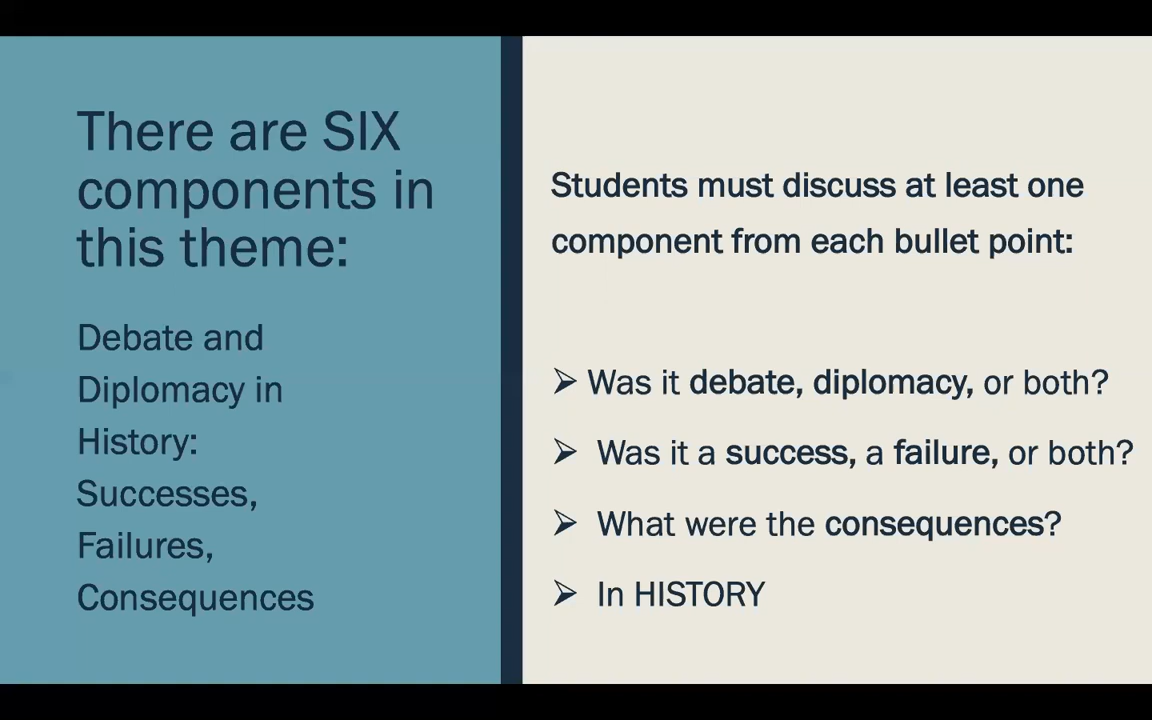 There are SIX
components in
this theme:
Debate and
Diplomacy in
History:
Successes,
Failures,
Consequences
Students must discuss at least one
component from each bullet point:
➢ Was it debate, diplomacy, or both?
➢ Was it a success, a failure, or both?
➢ What were the consequences?
➢ In HISTORY